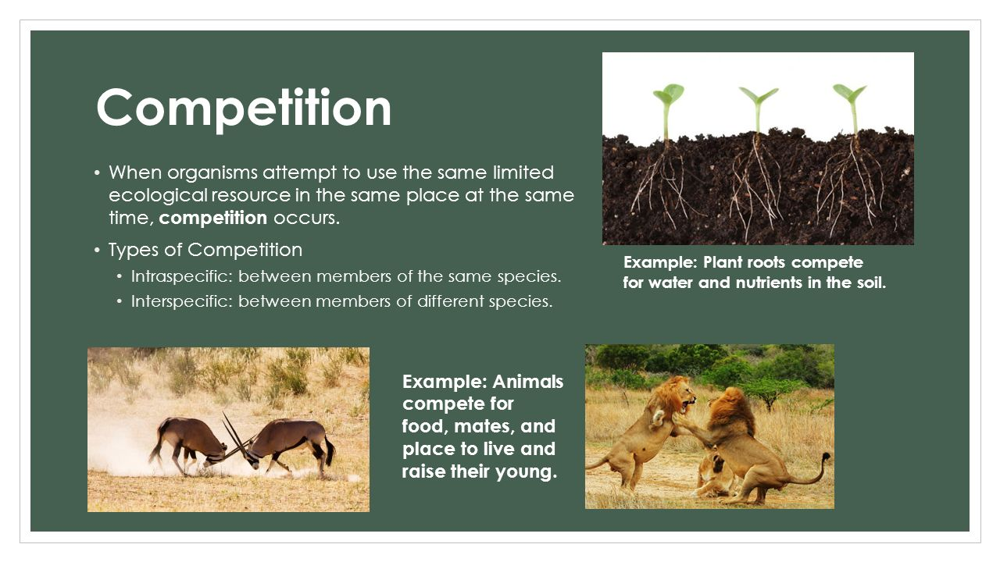 Competition
• When organisms attempt to use the same limited
ecological resource in the same place at the same
time, competition occurs.
• Types of Competition
• Intraspecific: between members of the same species.
• Interspecific: between members of different species.
Example: Plant roots compete
for water and nutrients in the soil.
Example: Animals
compete for
food, mates, and
place to live and
raise their young.